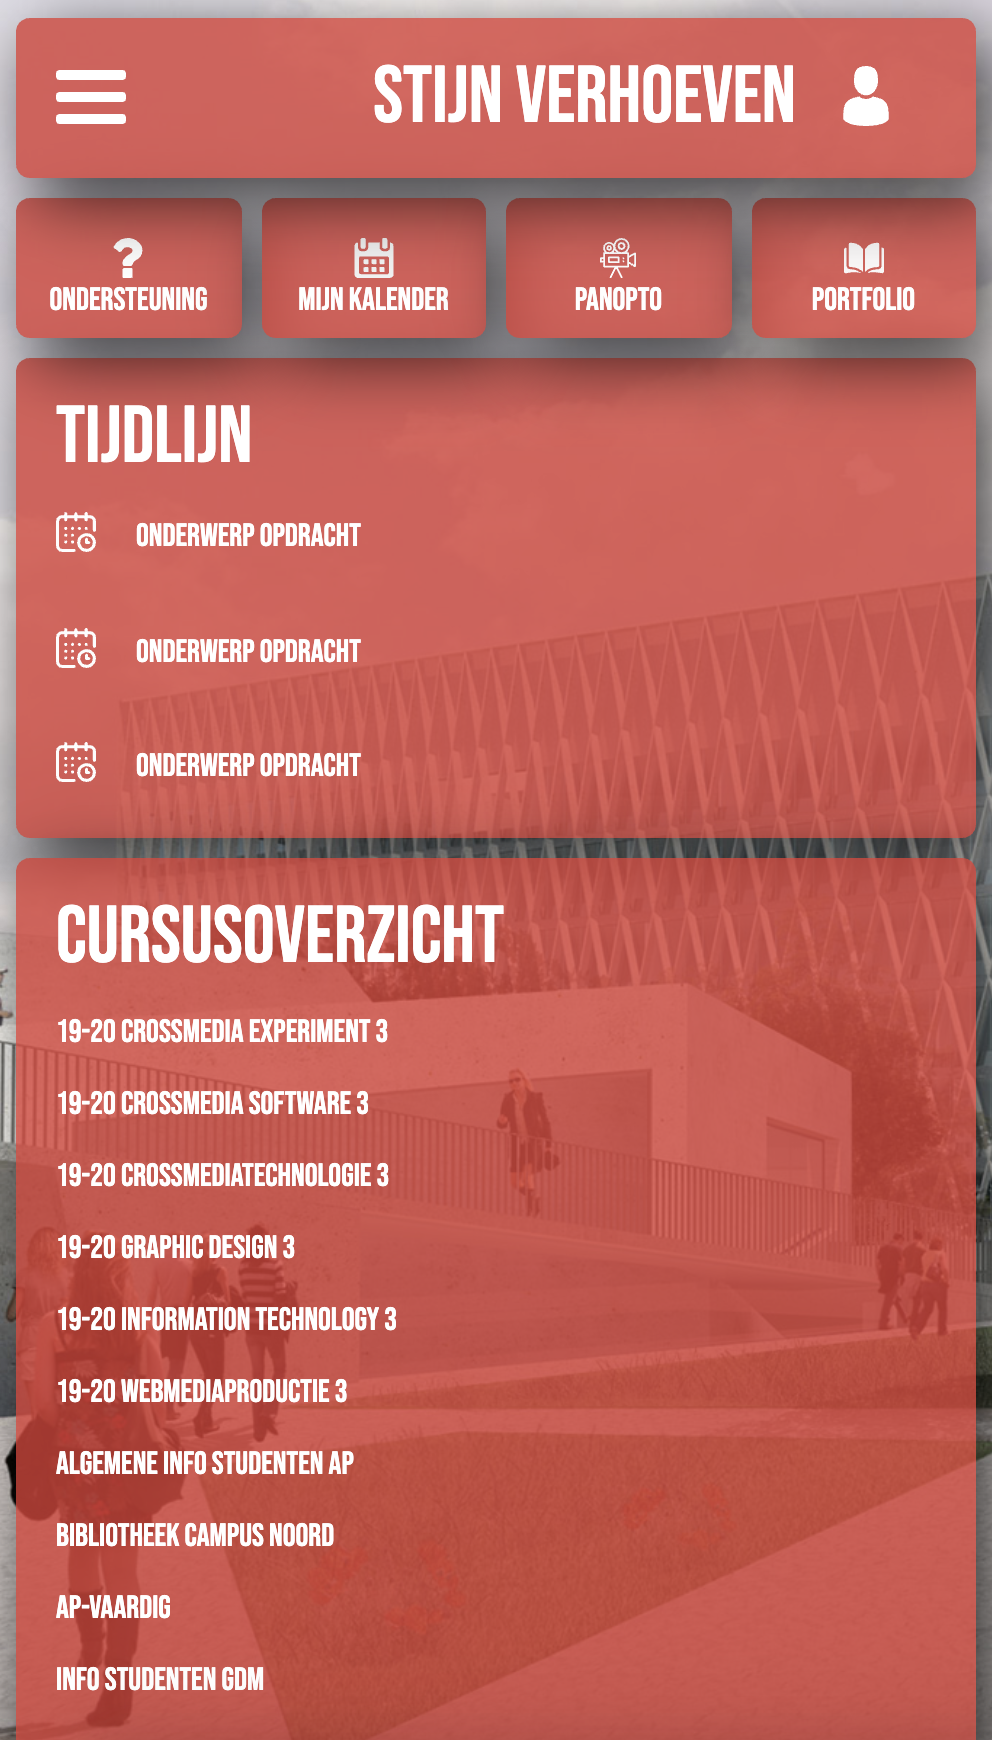 STIJN VERHOEVEN
ONDERSTEUNING
MIJN KALENDER
PANOPTO
PORTFOLIO
TIJDLIJN
ONDERWERP OPDRACHT
ONDERWERP OPDRACHT
ONDERWERP OPDRACHT
CURSUSOVERZICHT
19-20 CROSSMEDIA EXPERIMENT 3
19-20 CROSSMEDIA SOFTWARE 3
19-20 CROSSMEDIATECHNOLOGIE 3
19-20 GRAPHIC DESIGN 3
19-20 INFORMATION TECHNOLOGY 3
19-20 WEBMEDIAPRODUCTIE 3
ALGEMENE INFO STUDENTEN AP
BIBLIOTHEEK CAMPUS NOORD
AP-VAARDIG
INFO STUDENTEN GDM